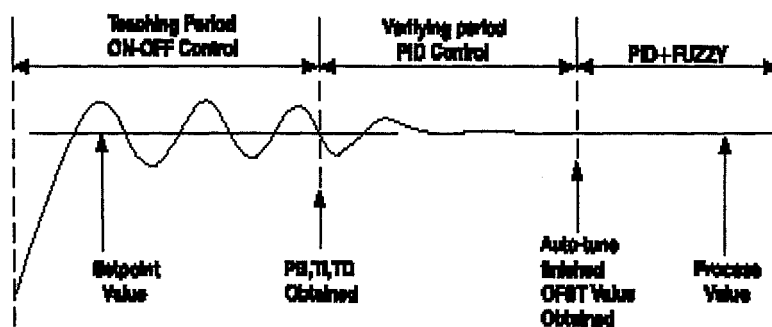 Teaching Period
ON-OFF Control
Verifying period
PID Control
PID+FUZZY
Setpoint
Value
PB,TI,TD
Obtained
Auto-tune
finished
OFST Value
Obtained
Process
Value